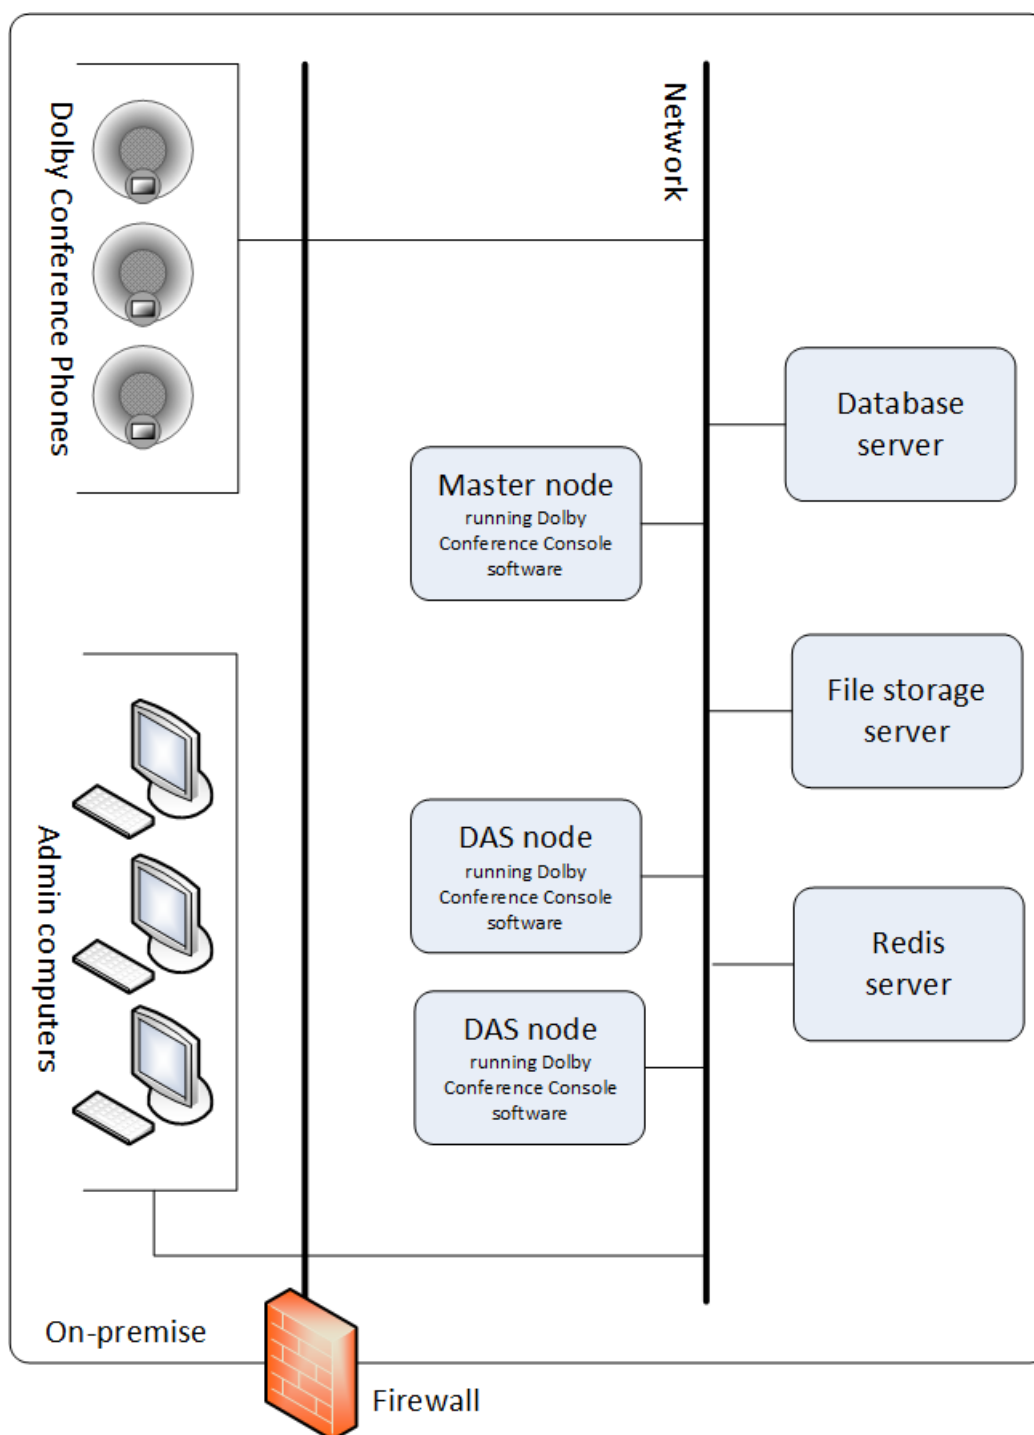 Dolby Conference Phones
Network
Database
server
Master node
running Dolby
Conference Console
software
File storage
server
Admin computers
DAS node
running Dolby
Conference Console
software
Redis
server
DAS node
running Dolby
Conference Console
software
On-premise
Firewall